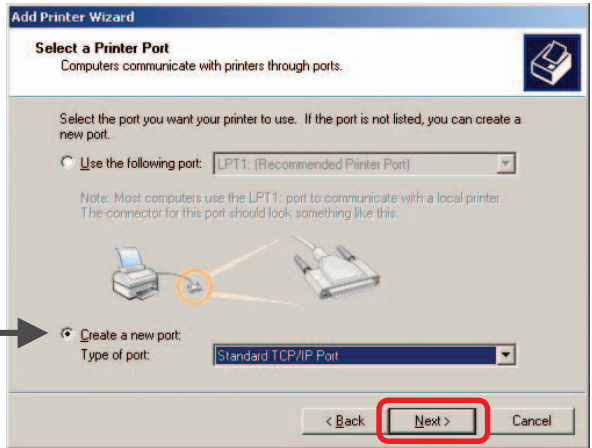 Add Printer Wizard
Select a Printer Port
Computers communicate with printers through ports.
Select the port you want your printer to use. If the port is not listed, you can create a
new port.
Use the following port: LPT1: (Recommended Printer Port)
Note: Most computers use the LPT1: port to communicate with a local printer.
The connector for this port should look something like this:
Create a new port:
Type of port: Standard TCP/IP Port
< Back Next > Cancel